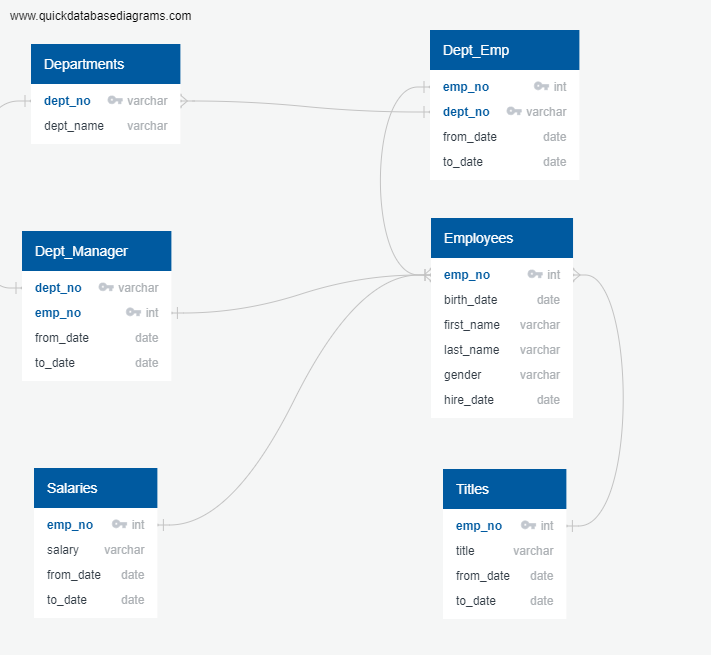 www.quickdatabasediagrams.com
Departments
dept_no varchar
dept_name varchar
Dept_Emp
emp_no int
dept_no varchar
from_date date
to_date date
Dept_Manager
dept_no varchar
emp_no int
from_date date
to_date date
Employees
emp_no int
birth_date date
first_name varchar
last_name varchar
gender varchar
hire_date date
Salaries
emp_no int
salary varchar
from_date date
to_date date
Titles
emp_no int
title varchar
from_date date
to_date date